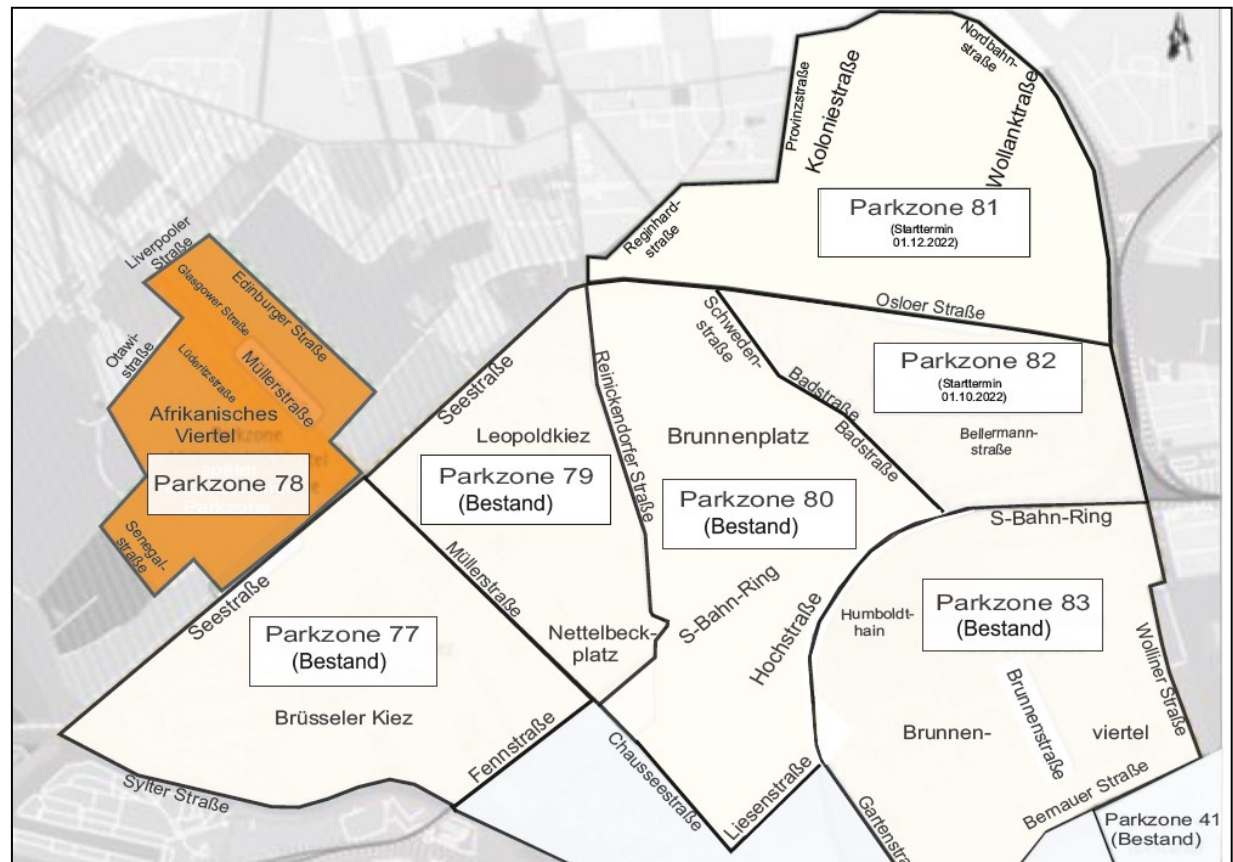 Nordbahn-
straße
Provinzstraße
Koloniestraße
Wollanktraße
Parkzone 81
(Starttermin
01.12.2022)
Reginhard-
straße
Liverpooler
Straße
Glasgower Straße
Edinburger Straße
Otawi-
straße
Lüderitzstraße
Müllerstraße
Afrikanisches
Viertel
Parkzone 78
Senegal-
straße
Seestraße
Osloer Straße
Schweden-
straße
Parkzone 82
(Starttermin
01.10.2022)
Badstraße
Badstraße
Bellermann-
straße
Reinickendorfer Straße
Leopoldkiez
Parkzone 79
(Bestand)
Brunnenplatz
Parkzone 80
(Bestand)
S-Bahn-Ring
Seestraße
Müllerstraße
Nettelbeck-
platz
S-Bahn-Ring
Hochstraße
Humboldt-
hain
Parkzone 83
(Bestand)
Wolliner Straße
Parkzone 77
(Bestand)
Brüsseler Kiez
Brunnen-
Brunnenstraße
viertel
Sylter Straße
Fennstraße
Chausseestraße
Liesenstraße
Gartenstraße
Bernauer Straße
Parkzone 41
(Bestand)